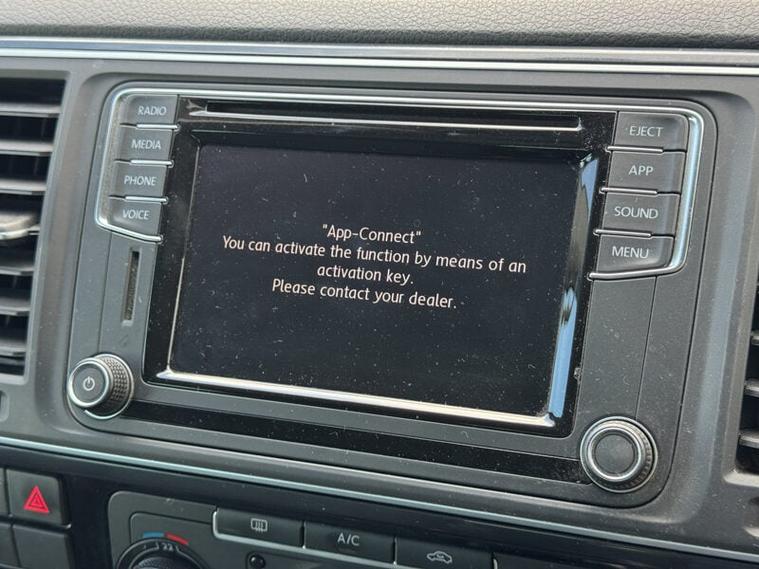 RADIO
MEDIA
PHONE
VOICE
"App-Connect"
You can activate the function by means of an
activation key.
Please contact your dealer.
EJECT
APP
SOUND
MENU
A/C